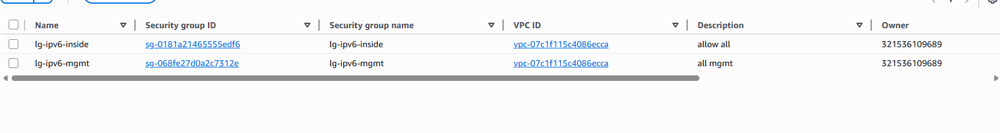 Name Security group ID Security group name VPC ID Description Owner
lg-ipv6-inside sg-0181a21465555edf6 lg-ipv6-inside vpc-07c1f115c4086ecca allow all 321536109689
lg-ipv6-mgmt sg-068fe27d0a2c7312e lg-ipv6-mgmt vpc-07c1f115c4086ecca all mgmt 321536109689